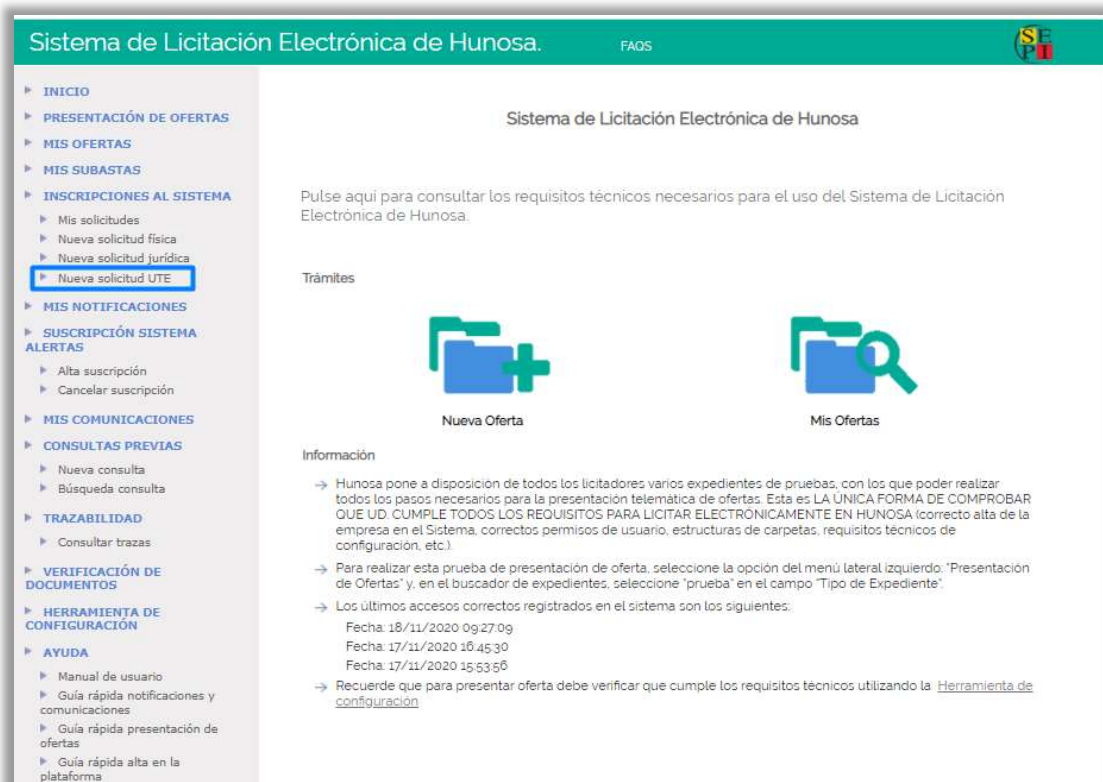 Sistema de Licitación Electrónica de Hunosa.
FAQS
SE
PI
INICIO
PRESENTACIÓN DE OFERTAS
MIS OFERTAS
MIS SUBASTAS
INSCRIPCIONES AL SISTEMA
Mis solicitudes
Nueva solicitud física
Nueva solicitud jurídica
Nueva solicitud UTE
MIS NOTIFICACIONES
SUSCRIPCIÓN SISTEMA
ALERTAS
Alta suscripción
Cancelar suscripción
MIS COMUNICACIONES
CONSULTAS PREVIAS
Nueva consulta
Búsqueda consulta
TRAZABILIDAD
Consultar trazas
VERIFICACIÓN DE
DOCUMENTOS
HERRAMIENTA DE
CONFIGURACIÓN
AYUDA
Manual de usuario
Guía rápida notificaciones y
comunicaciones
Guía rápida presentación de
ofertas
Guía rápida alta en la
plataforma
Sistema de Licitación Electrónica de Hunosa
Pulse aquí para consultar los requisitos técnicos necesarios para el uso del Sistema de Licitación
Electrónica de Hunosa.
Trámites
Nueva Oferta
Mis Ofertas
Información
Hunosa pone a disposición de todos los licitadores varios expedientes de pruebas, con los que poder realizar
todos los pasos necesarios para la presentación telemática de ofertas. Esta es LA ÚNICA FORMA DE COMPROBAR
QUE UD. CUMPLE TODOS LOS REQUISITOS PARA LICITAR ELECTRÓNICAMENTE EN HUNOSA (correcto alta de la
empresa en el Sistema, correctos permisos de usuario, estructuras de carpetas, requisitos técnicos de
configuración, etc.).
Para realizar esta prueba de presentación de oferta, seleccione la opción del menú lateral izquierdo: "Presentación
de Ofertas" y, en el buscador de expedientes, seleccione "prueba" en el campo "Tipo de Expediente".
Los últimos accesos correctos registrados en el sistema son los siguientes:
Fecha: 18/11/2020 09:27:09
Fecha: 17/11/2020 16:45:30
Fecha: 17/11/2020 15:53:56
Recuerde que para presentar oferta debe verificar que cumple los requisitos técnicos utilizando la Herramienta de
configuración